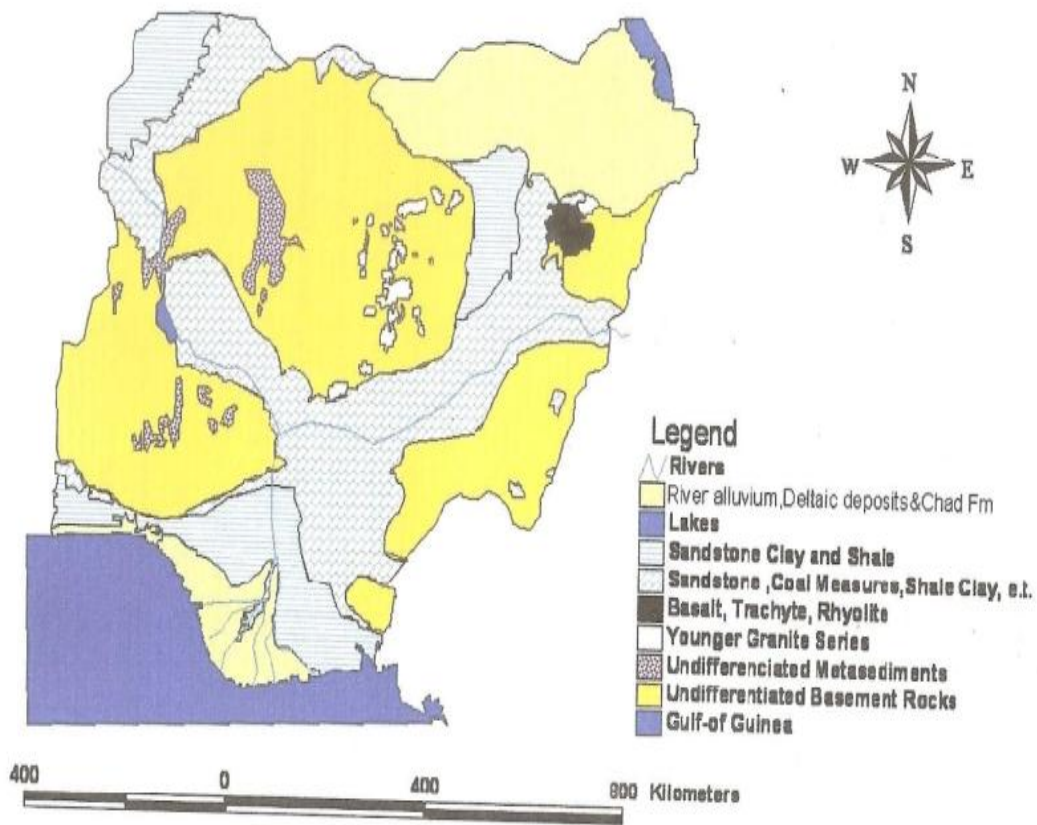 N
W E
S
Legend
Rivers
River alluvium,Deltaic deposits&Chad Fm
Lakes
Sandstone Clay and Shale
Sandstone ,Coal Measures,Shale Clay, e.t.
Basalt, Trachyte, Rhyolite
Younger Granite Series
Undifferenciated Metasediments
Undifferentiated Basement Rocks
Gulf-of Guinea
400 0 400 800 Kilometers